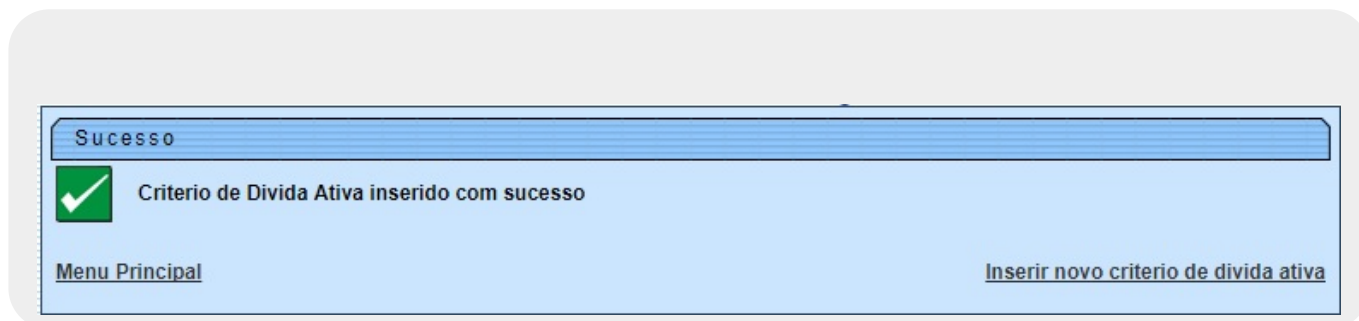 Sucesso
Criterio de Divida Ativa inserido com sucesso
Menu Principal
Inserir novo criterio de divida ativa